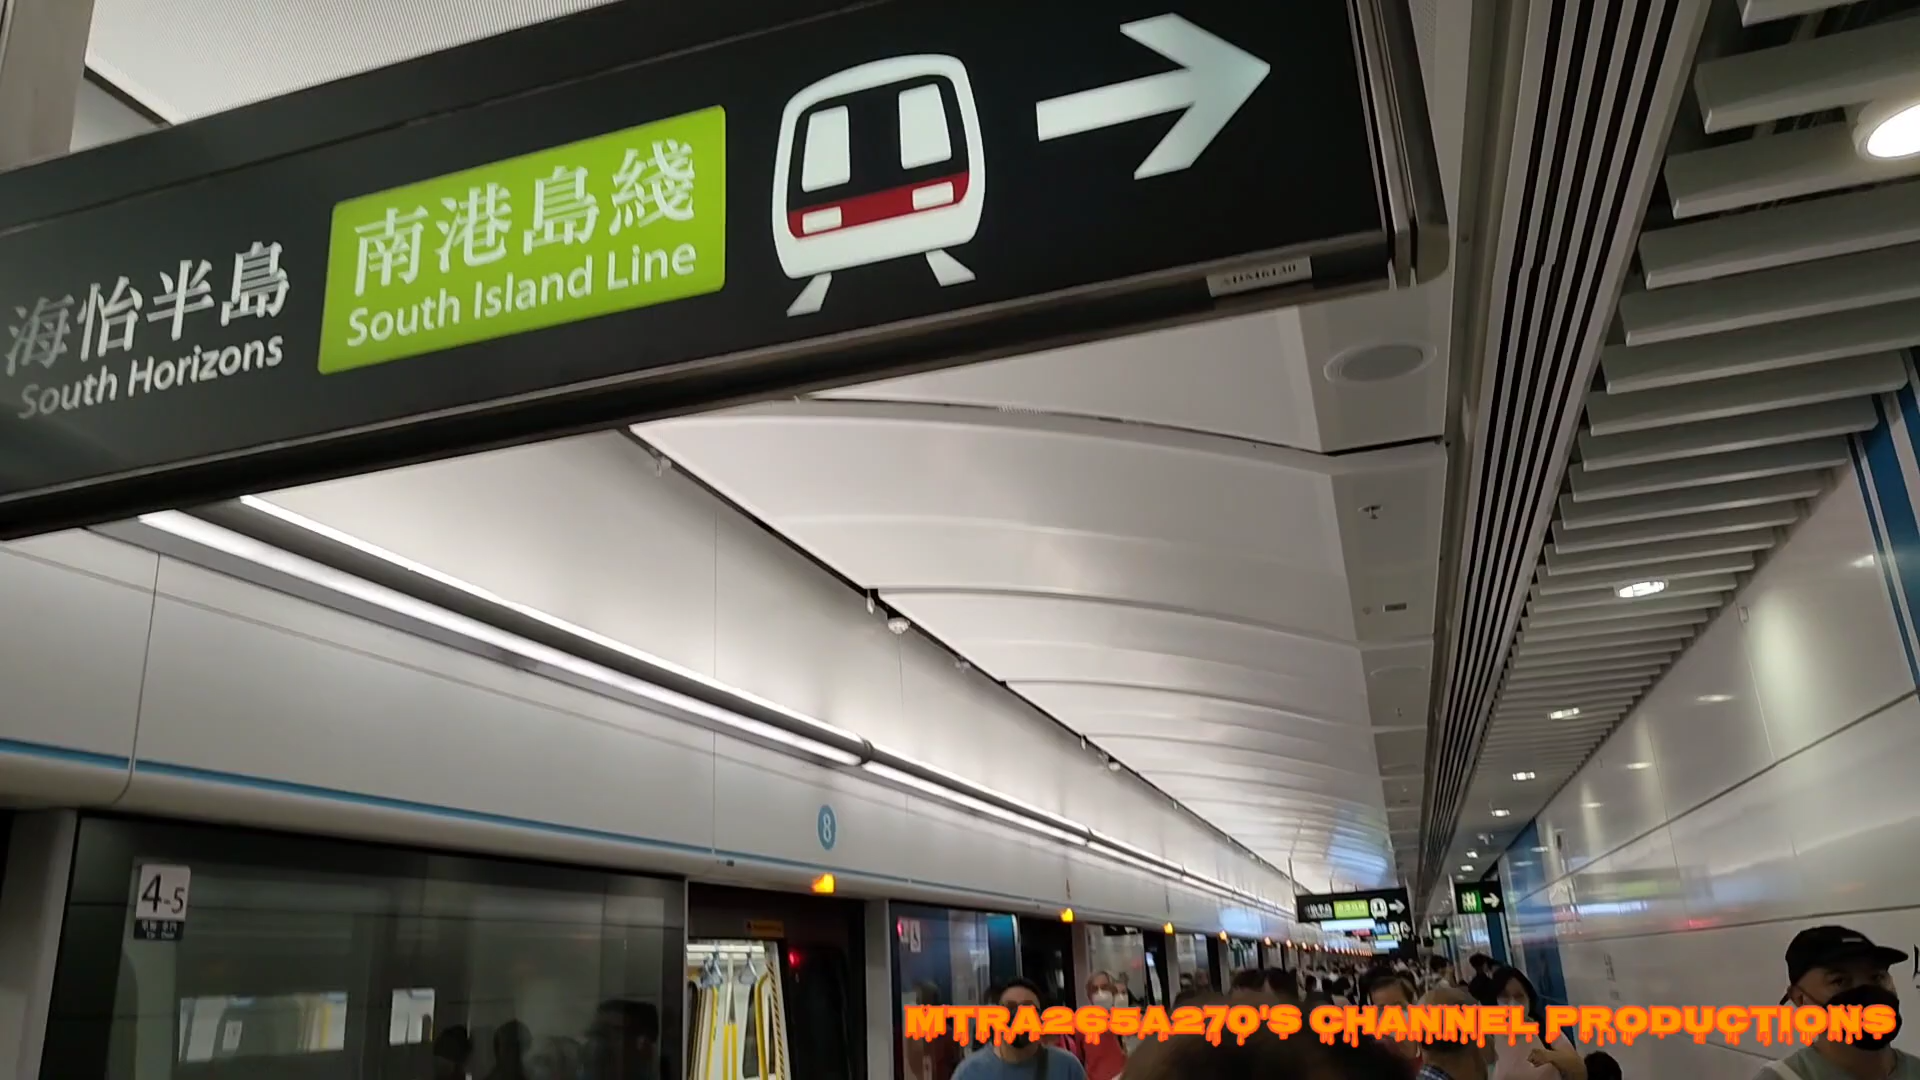 海怡半島
South Horizons
南港島綫
South Island Line
8
4-5
MTRA265A270'S CHANNEL PRODUCTIONS